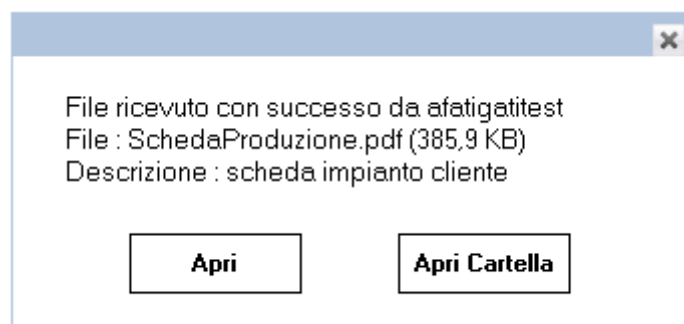 File ricevuto con successo da afatigatitest
File : SchedaProduzione.pdf (385,9 KB)
Descrizione : scheda impianto cliente
Apri
Apri Cartella